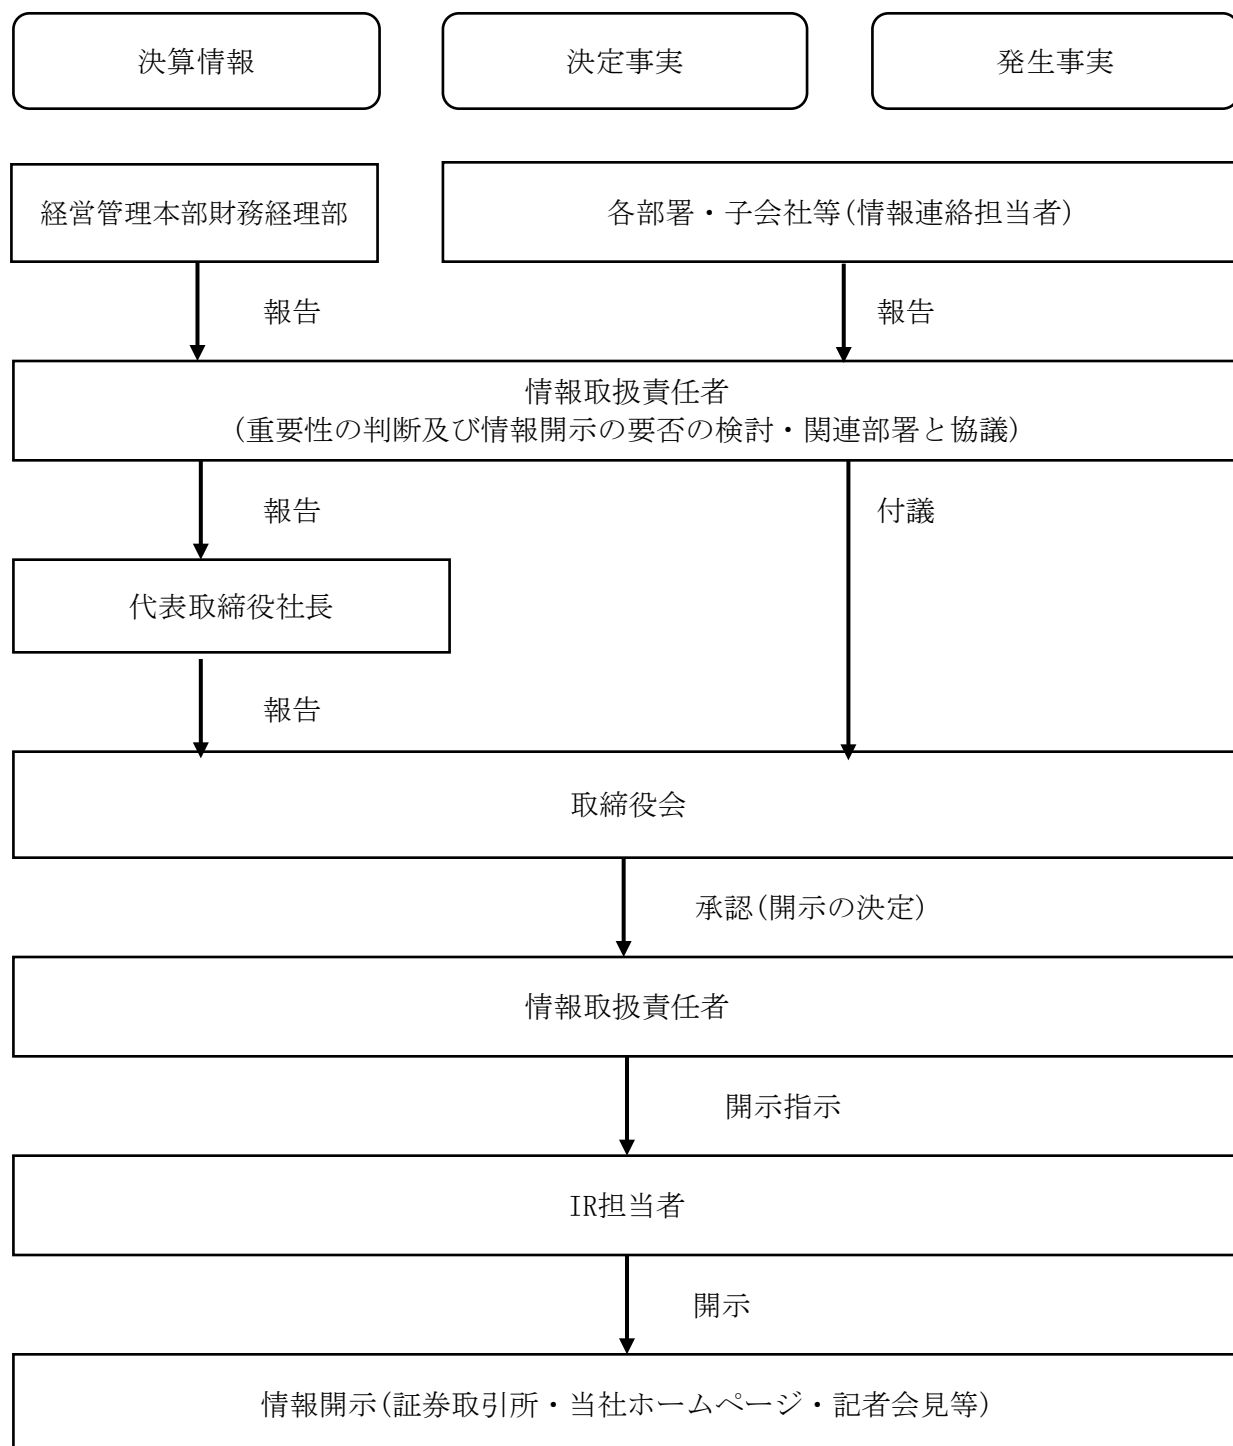 決算情報
決定事実
発生事実
経営管理本部財務経理部
各部署・子会社等(情報連絡担当者)
報告
報告
情報取扱責任者
(重要性の判断及び情報開示の要否の検討・関連部署と協議)
報告
付議
代表取締役社長
報告
取締役会
承認(開示の決定)
情報取扱責任者
開示指示
IR担当者
開示
情報開示(証券取引所・当社ホームページ・記者会見等)